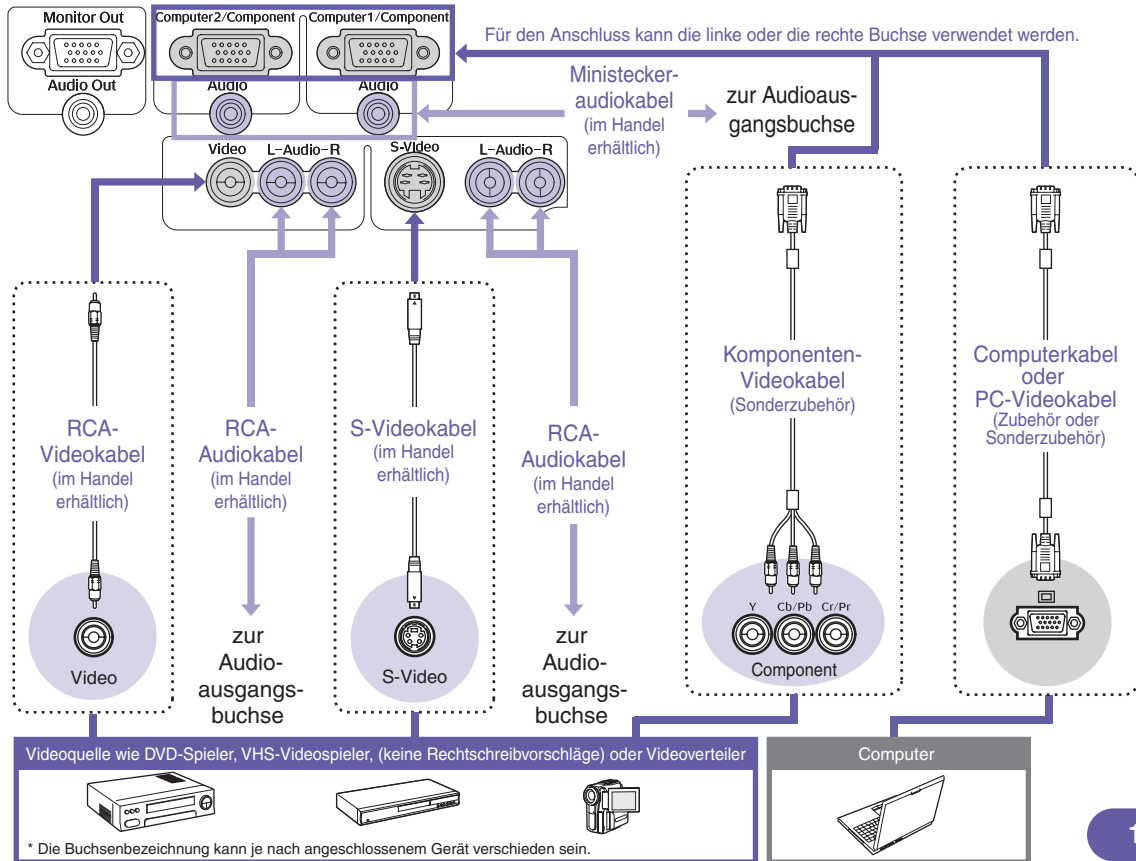 Monitor Out
Computer2/Component
Computer1/Component
Für den Anschluss kann die linke oder die rechte Buchse verwendet werden.
Audio Out
Audio
Audio
Ministecker-
audiokabel
(im Handel
erhältlich)
zur Audioaus-
gangsbuchse
Video
L-Audio-R
S-Video
L-Audio-R
RCA-
Videokabel
(im Handel
erhältlich)
RCA-
Audiokabel
(im Handel
erhältlich)
S-Videokabel
(im Handel
erhältlich)
RCA-
Audiokabel
(im Handel
erhältlich)
Komponenten-
Videokabel
(Sonderzubehör)
Computerkabel
oder
PC-Videokabel
(Zubehör oder
Sonderzubehör)
Video
zur
Audio-
ausgangs-
buchse
S-Video
zur
Audio-
ausgangs-
buchse
Y Cb/Pb Cr/Pr
Component
Videoquelle wie DVD-Spieler, VHS-Videospieler, (keine Rechtschreibvorschläge) oder Videoverteiler
Computer
* Die Buchsenbezeichnung kann je nach angeschlossenem Gerät verschieden sein.
1